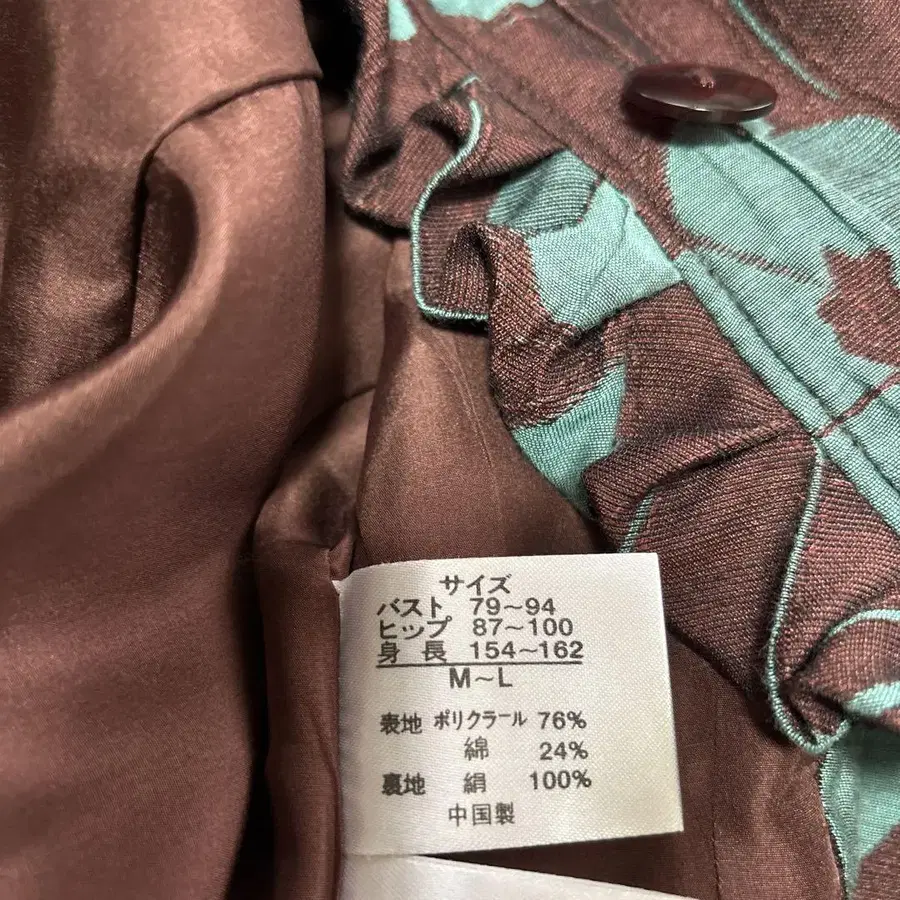 サイズ
バスト 79～94
ヒップ 87～100
身長 154～162
M～L
表地 ポリクラール 76%
綿 24%
裏地 絹 100%
中国製